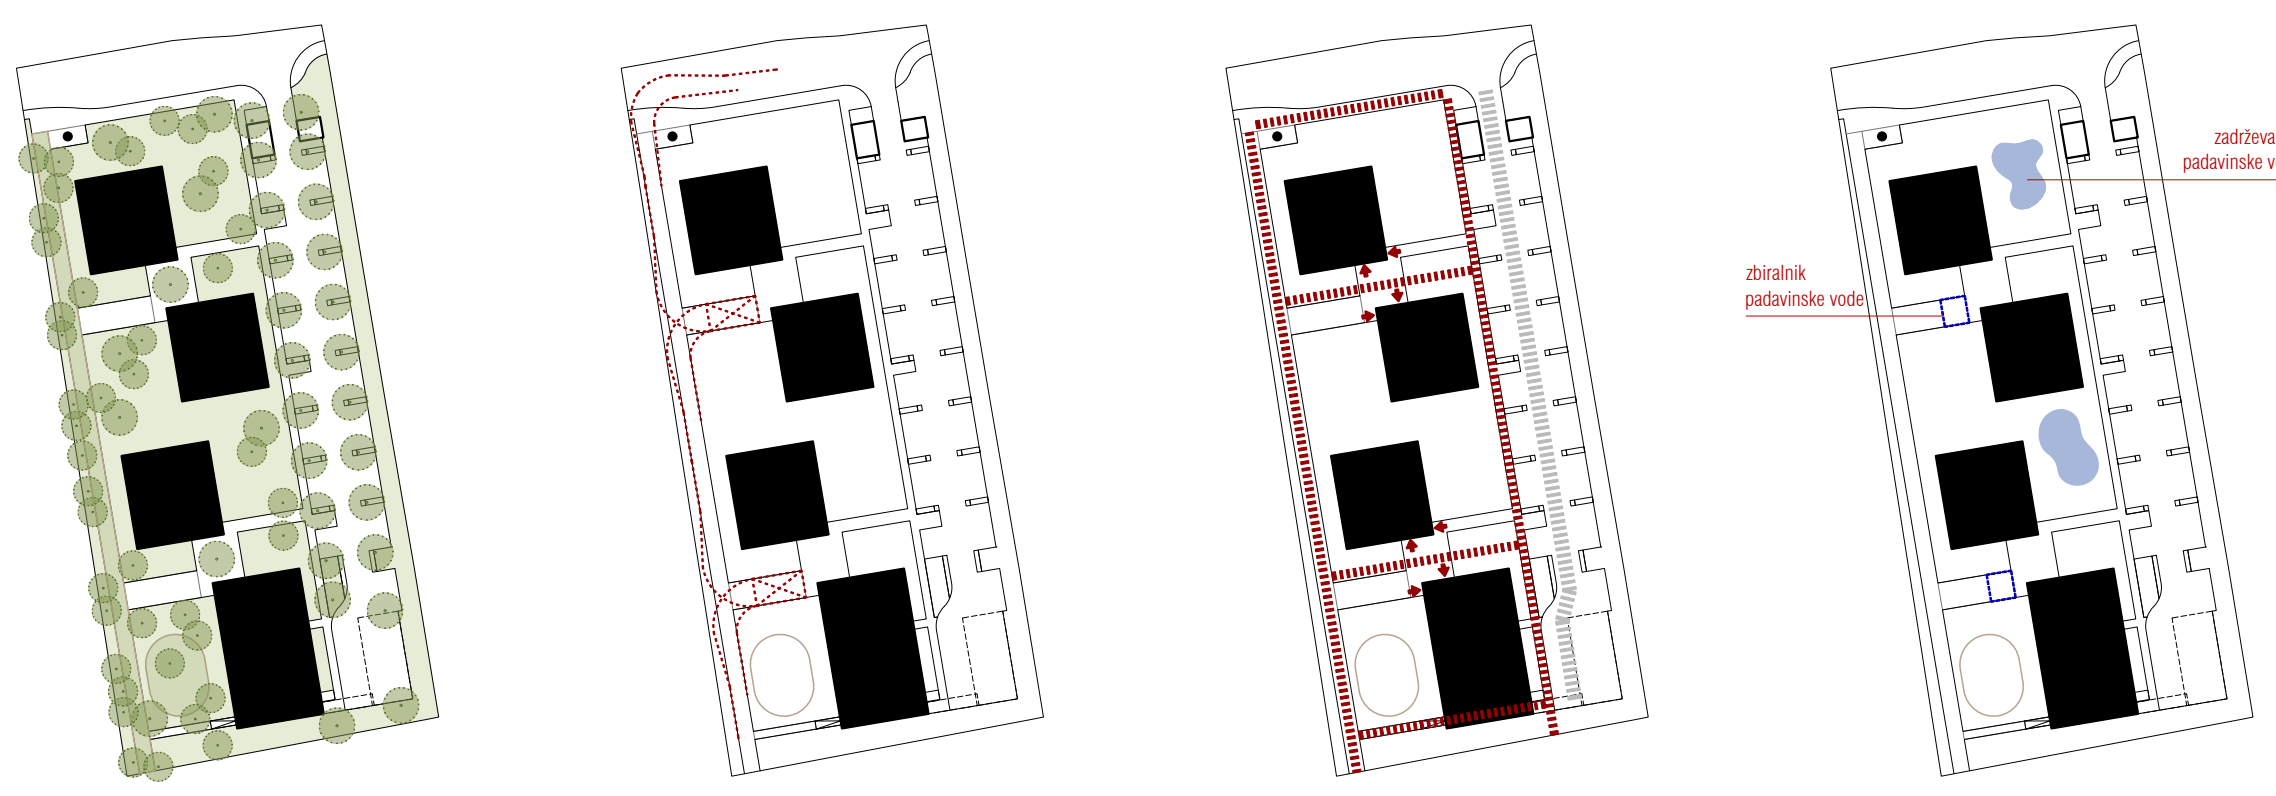 zadrževa
padavinske v
zbiralnik
padavinske vode